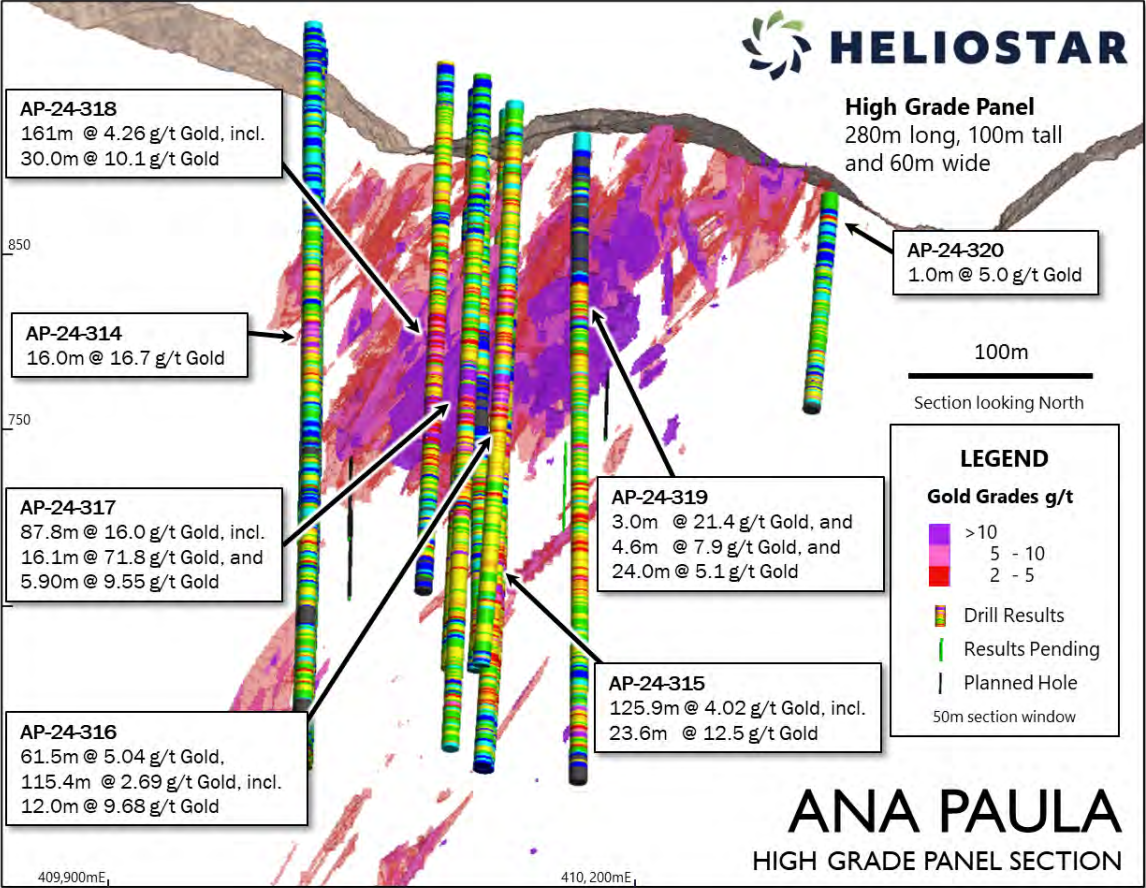 HELIOSTAR
High Grade Panel
280m long, 100m tall
and 60m wide
AP-24-318
161m @ 4.26 g/t Gold, incl.
30.0m @ 10.1 g/t Gold
AP-24-320
1.0m @ 5.0 g/t Gold
850
AP-24-314
16.0m @ 16.7 g/t Gold
100m
Section looking North
750
AP-24-317
87.8m @ 16.0 g/t Gold, incl.
16.1m @ 71.8 g/t Gold, and
5.90m @ 9.55 g/t Gold
AP-24-319
3.0m @ 21.4 g/t Gold, and
4.6m @ 7.9 g/t Gold, and
24.0m @ 5.1 g/t Gold
LEGEND
Gold Grades g/t
>10
5 - 10
2 - 5
Drill Results
Results Pending
Planned Hole
50m section window
AP-24-315
125.9m @ 4.02 g/t Gold, incl.
23.6m @ 12.5 g/t Gold
AP-24-316
61.5m @ 5.04 g/t Gold,
115.4m @ 2.69 g/t Gold, incl.
12.0m @ 9.68 g/t Gold
ANA PAULA
HIGH GRADE PANEL SECTION
409,900mE
410, 200mE